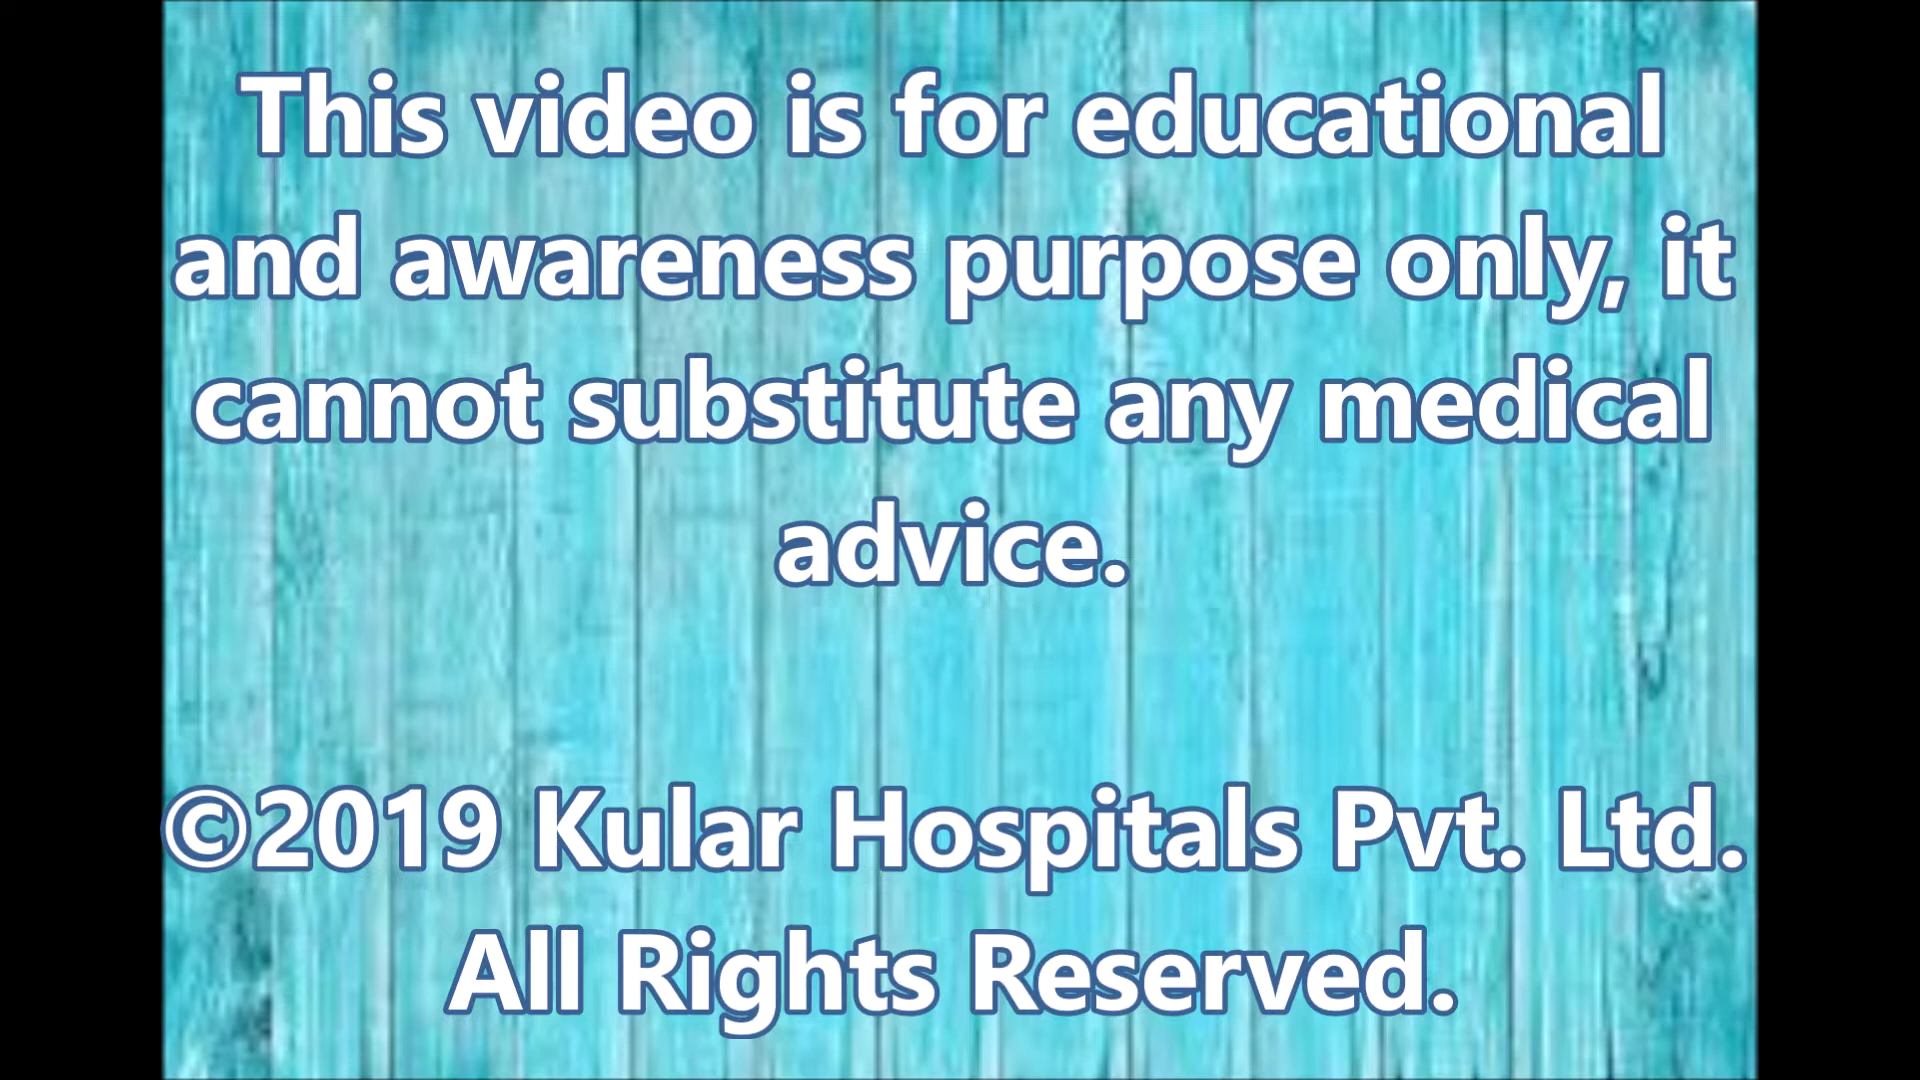 This video is for educational
and awareness purpose only, it
cannot substitute any medical
advice.
©2019 Kular Hospitals Pvt. Ltd.
All Rights Reserved.